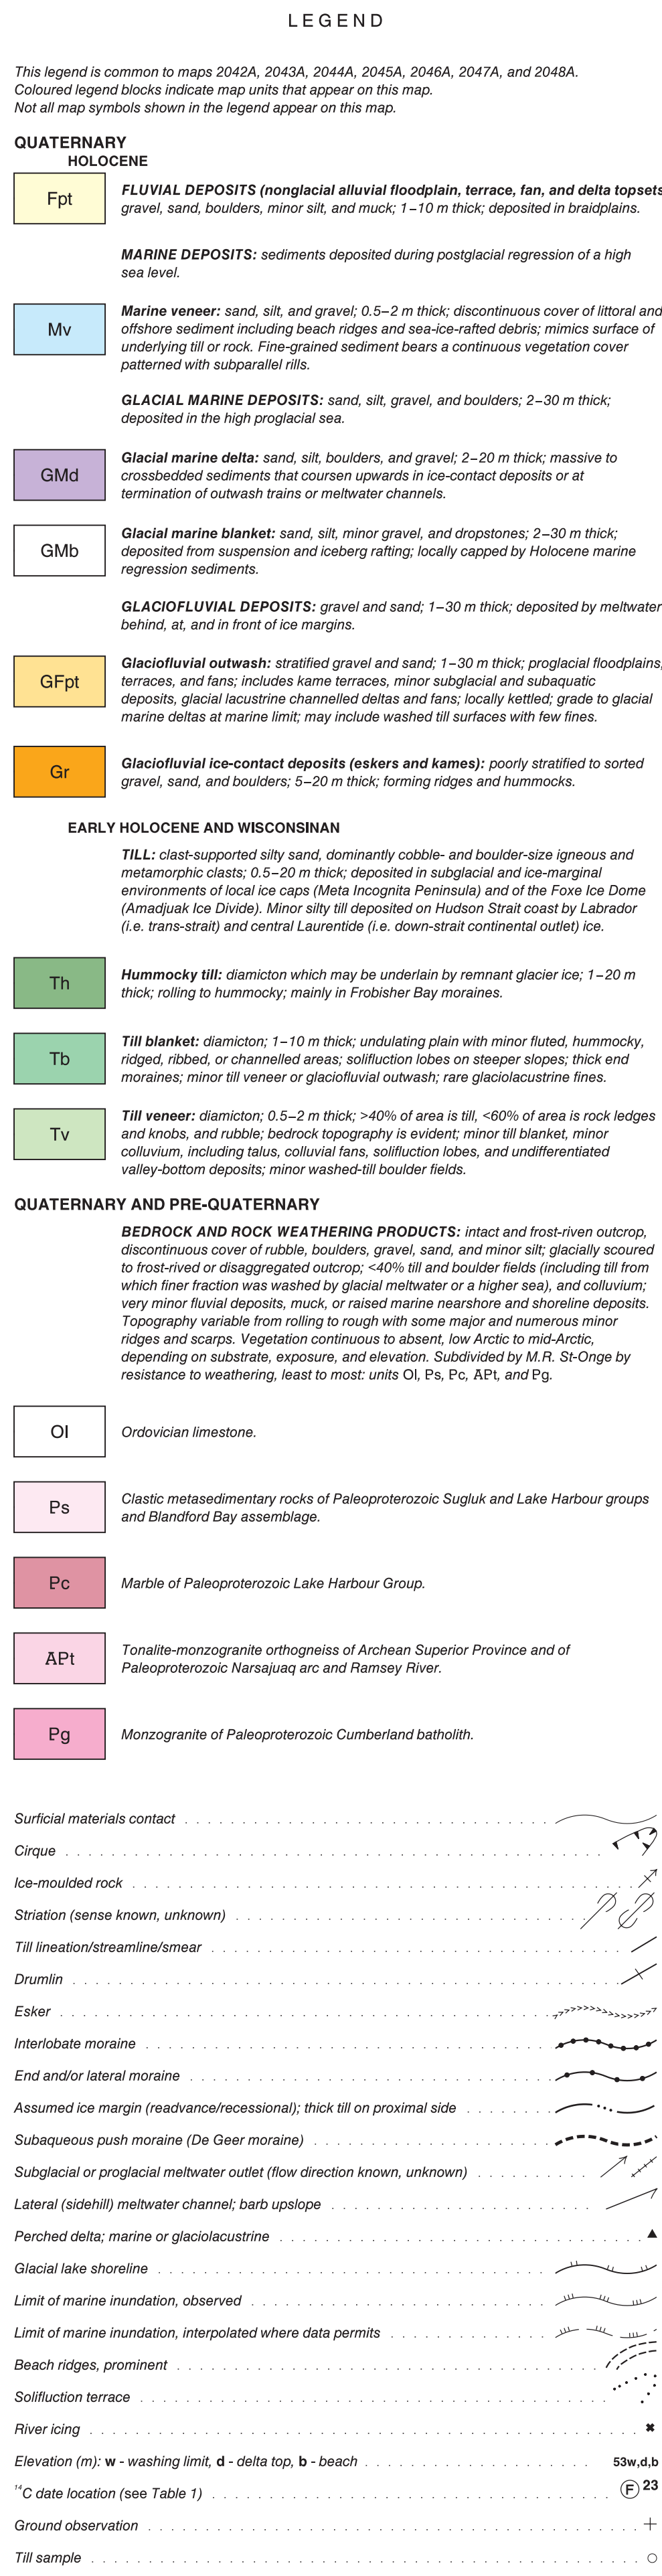 LEGEND
This legend is common to maps 2042A, 2043A, 2044A, 2045A, 2046A, 2047A, and 2048A.
Coloured legend blocks indicate map units that appear on this map.
Not all map symbols shown in the legend appear on this map.
QUATERNARY
HOLOCENE
Fpt
FLUVIAL DEPOSITS (nonglacial alluvial floodplain, terrace, fan, and delta topsets
gravel, sand, boulders, minor silt, and muck; 1–10 m thick; deposited in braidplains.
MARINE DEPOSITS: sediments deposited during postglacial regression of a high
sea level.
Mv
Marine veneer: sand, silt, and gravel; 0.5–2 m thick; discontinuous cover of littoral and
offshore sediment including beach ridges and sea-ice-rafted debris; mimics surface of
underlying till or rock. Fine-grained sediment bears a continuous vegetation cover
patterned with subparallel rills.
GLACIAL MARINE DEPOSITS: sand, silt, gravel, and boulders; 2–30 m thick;
deposited in the high proglacial sea.
GMd
Glacial marine delta: sand, silt, boulders, and gravel; 2–20 m thick; massive to
crossbedded sediments that coursen upwards in ice-contact deposits or at
termination of outwash trains or meltwater channels.
GMb
Glacial marine blanket: sand, silt, minor gravel, and dropstones; 2–30 m thick;
deposited from suspension and iceberg rafting; locally capped by Holocene marine
regression sediments.
GLACIOFLUVIAL DEPOSITS: gravel and sand; 1–30 m thick; deposited by meltwater
behind, at, and in front of ice margins.
GFpt
Glaciofluvial outwash: stratified gravel and sand; 1–30 m thick; proglacial floodplains,
terraces, and fans; includes kame terraces, minor subglacial and subaquatic
deposits, glacial lacustrine channelled deltas and fans; locally kettled; grade to glacial
marine deltas at marine limit; may include washed till surfaces with few fines.
Gr
Glaciofluvial ice-contact deposits (eskers and kames): poorly stratified to sorted
gravel, sand, and boulders; 5–20 m thick; forming ridges and hummocks.
EARLY HOLOCENE AND WISCONSINAN
TILL: clast-supported silty sand, dominantly cobble- and boulder-size igneous and
metamorphic clasts; 0.5–20 m thick; deposited in subglacial and ice-marginal
environments of local ice caps (Meta Incognita Peninsula) and of the Foxe Ice Dome
(Amadjuak Ice Divide). Minor silty till deposited on Hudson Strait coast by Labrador
(i.e. trans-strait) and central Laurentide (i.e. down-strait continental outlet) ice.
Th
Hummocky till: diamicton which may be underlain by remnant glacier ice; 1–20 m
thick; rolling to hummocky; mainly in Frobisher Bay moraines.
Tb
Till blanket: diamicton; 1–10 m thick; undulating plain with minor fluted, hummocky,
ridged, ribbed, or channelled areas; solifluction lobes on steeper slopes; thick end
moraines; minor till veneer or glaciofluvial outwash; rare glaciolacustrine fines.
Tv
Till veneer: diamicton; 0.5–2 m thick; >40% of area is till, <60% of area is rock ledges
and knobs, and rubble; bedrock topography is evident; minor till blanket, minor
colluvium, including talus, colluvial fans, solifluction lobes, and undifferentiated
valley-bottom deposits; minor washed-till boulder fields.
QUATERNARY AND PRE-QUATERNARY
BEDROCK AND ROCK WEATHERING PRODUCTS: intact and frost-riven outcrop,
discontinuous cover of rubble, boulders, gravel, sand, and minor silt; glacially scoured
to frost-rived or disaggregated outcrop; <40% till and boulder fields (including till from
which finer fraction was washed by glacial meltwater or a higher sea), and colluvium;
very minor fluvial deposits, muck, or raised marine nearshore and shoreline deposits.
Topography variable from rolling to rough with some major and numerous minor
ridges and scarps. Vegetation continuous to absent, low Arctic to mid-Arctic,
depending on substrate, exposure, and elevation. Subdivided by M.R. St-Onge by
resistance to weathering, least to most: units Ol, Ps, Pc, APt, and Pg.
Ol
Ordovician limestone.
Ps
Clastic metasedimentary rocks of Paleoproterozoic Sugluk and Lake Harbour groups
and Blandford Bay assemblage.
Pc
Marble of Paleoproterozoic Lake Harbour Group.
APt
Tonalite-monzogranite orthogneiss of Archean Superior Province and of
Paleoproterozoic Narsajuaq arc and Ramsey River.
Pg
Monzogranite of Paleoproterozoic Cumberland batholith.
Surficial materials contact
Cirque
Ice-moulded rock
Striation (sense known, unknown)
Till lineation/streamline/smear
Drumlin
Esker
Interlobate moraine
End and/or lateral moraine
Assumed ice margin (readvance/recessional); thick till on proximal side
Subaqueous push moraine (De Geer moraine)
Subglacial or proglacial meltwater outlet (flow direction known, unknown)
Lateral (sidehill) meltwater channel; barb upslope
Perched delta; marine or glaciolacustrine
Glacial lake shoreline
Limit of marine inundation, observed
Limit of marine inundation, interpolated where data permits
Beach ridges, prominent
Solifluction terrace
River icing
Elevation (m): w - washing limit, d - delta top, b - beach 53w,d,b
¹⁴C date location (see Table 1) F 23
Ground observation
Till sample